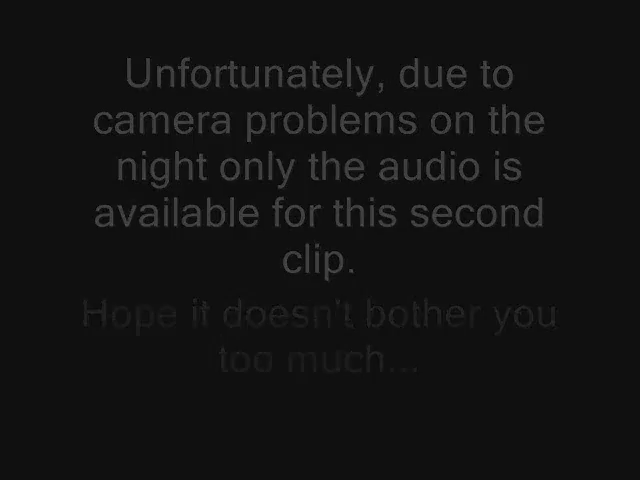 Unfortunately, due to
camera problems on the
night only the audio is
available for this second
clip.
Hope it doesn't bother you
too much...